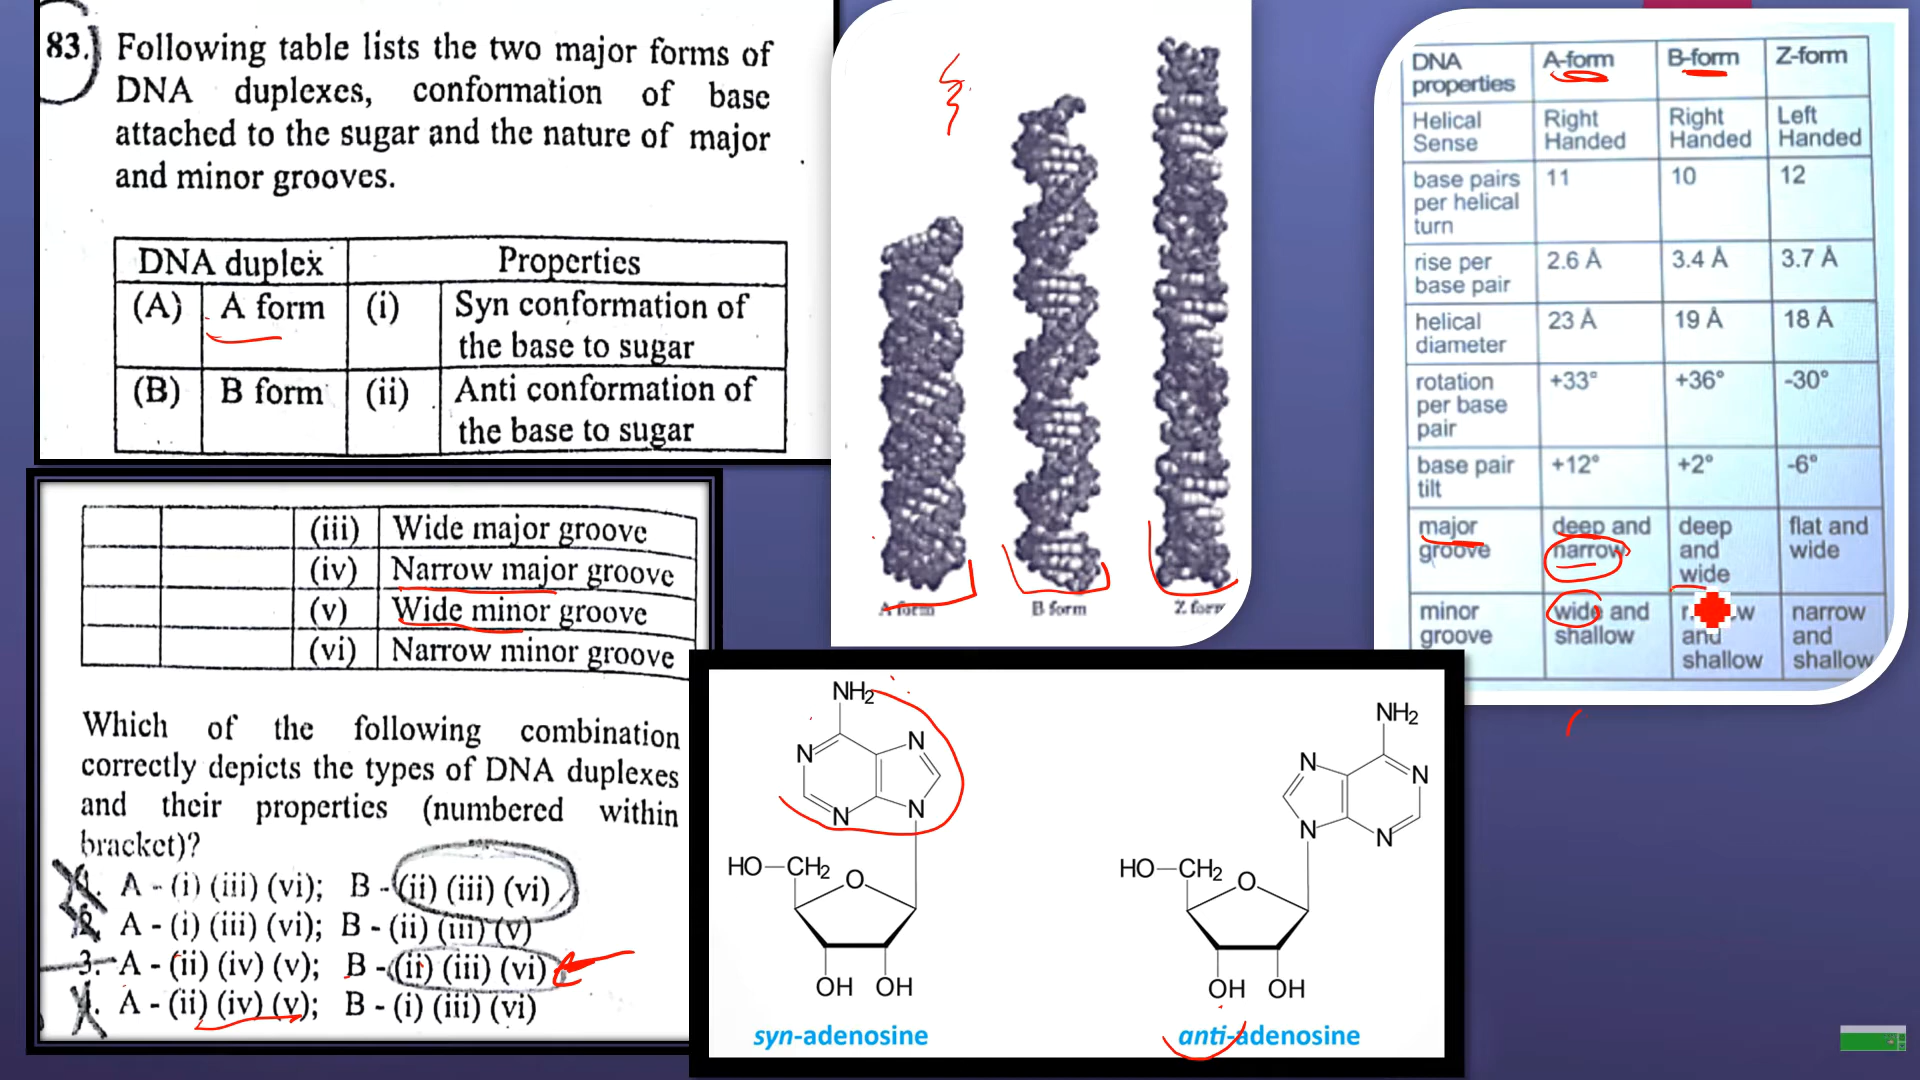 83. Following table lists the two major forms of
DNA duplexes, conformation of base
attached to the sugar and the nature of major
and minor grooves.
DNA duplex Properties
(A) A form (i) Syn conformation of
the base to sugar
(B) B form (ii) Anti conformation of
the base to sugar
(iii) Wide major groove
(iv) Narrow major groove
(v) Wide minor groove
(vi) Narrow minor groove
Which of the following combination
correctly depicts the types of DNA duplexes
and their properties (numbered within
bracket)?
1. A - (i) (iii) (vi); B - (ii) (iii) (vi)
2. A - (i) (iii) (vi); B - (ii) (iii) (v)
3. A - (ii) (iv) (v); B - (ii) (iii) (vi)
A - (ii) (iv) (v); B - (i) (iii) (vi)
A form B form Z form
DNA properties A-form B-form Z-form
Helical Sense Right Handed Right Handed Left Handed
base pairs per helical turn 11 10 12
rise per base pair 2.6 Å 3.4 Å 3.7 Å
helical diameter 23 Å 19 Å 18 Å
rotation per base pair +33° +36° -30°
base pair tilt +12° +2° -6°
major groove deep and narrow deep and wide flat and wide
minor groove wide and shallow and shallow narrow and shallow
NH2
N N
N N
HO–CH2 O
OH OH
syn-adenosine
NH2
N N
N N
HO–CH2 O
OH OH
anti-adenosine